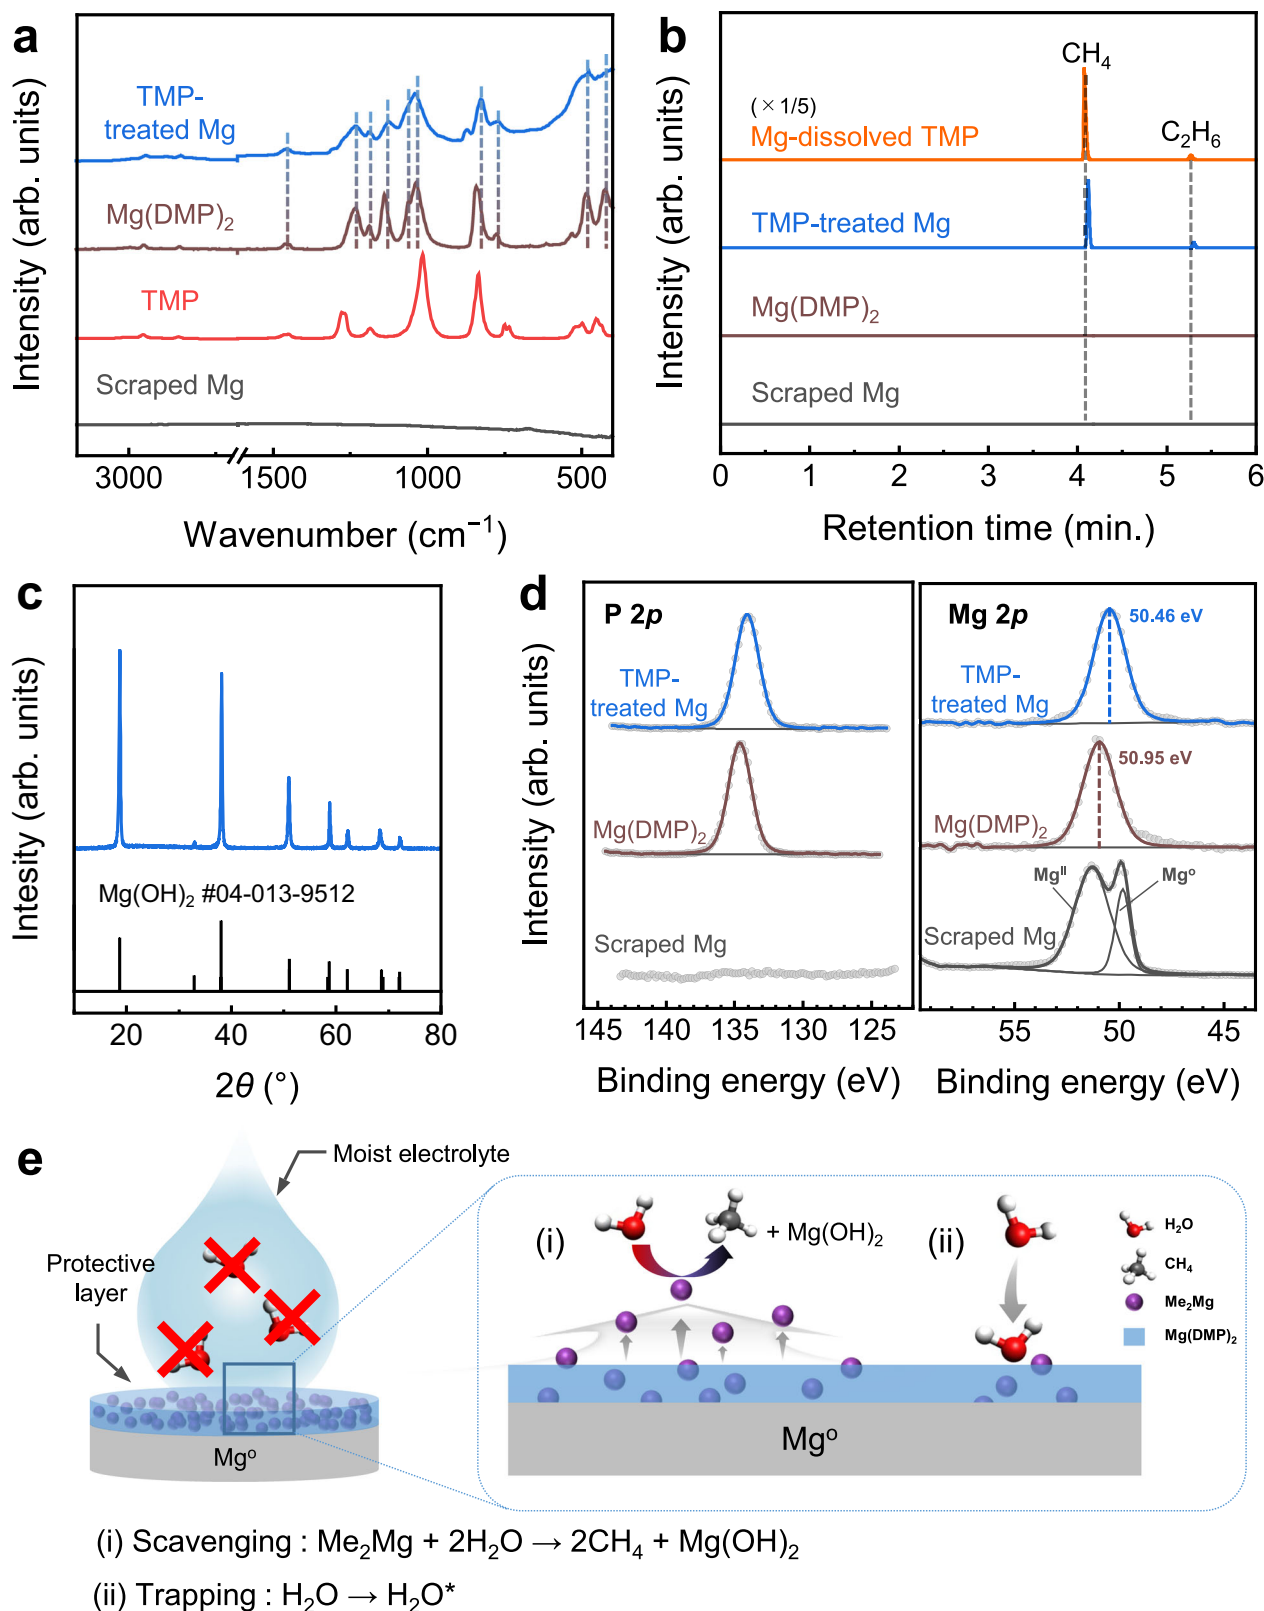 a
Intensity (arb. units)
TMP-
treated Mg
Mg(DMP)₂
TMP
Scraped Mg
3000 1500 1000 500
Wavenumber (cm⁻¹)
b
Intensity (arb. units)
CH₄
(×1/5)
Mg-dissolved TMP
C₂H₆
TMP-treated Mg
Mg(DMP)₂
Scraped Mg
0 1 2 3 4 5 6
Retention time (min.)
c
Intesity (arb. units)
Mg(OH)₂ #04-013-9512
20 40 60 80
2θ (°)
d
Intensity (arb. units)
P 2p
TMP-
treated Mg
Mg(DMP)₂
Scraped Mg
145 140 135 130 125
Binding energy (eV)
Mg 2p
50.46 eV
TMP-
treated Mg
50.95 eV
Mg(DMP)₂
Mgᴵᴵ
Mg⁰
Scraped Mg
55 50 45
Binding energy (eV)
e
Moist electrolyte
Protective
layer
Mg⁰
(i)
+ Mg(OH)₂
(ii)
H₂O
CH₄
Me₂Mg
Mg(DMP)₂
Mg⁰
(i) Scavenging : Me₂Mg + 2H₂O → 2CH₄ + Mg(OH)₂
(ii) Trapping : H₂O → H₂O*